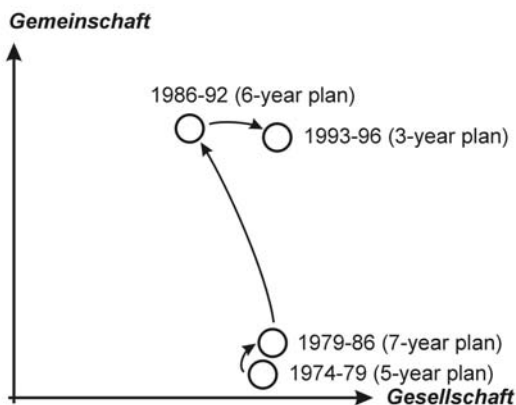 Gemeinschaft
1986-92 (6-year plan)
1993-96 (3-year plan)
1979-86 (7-year plan)
1974-79 (5-year plan)
Gesellschaft